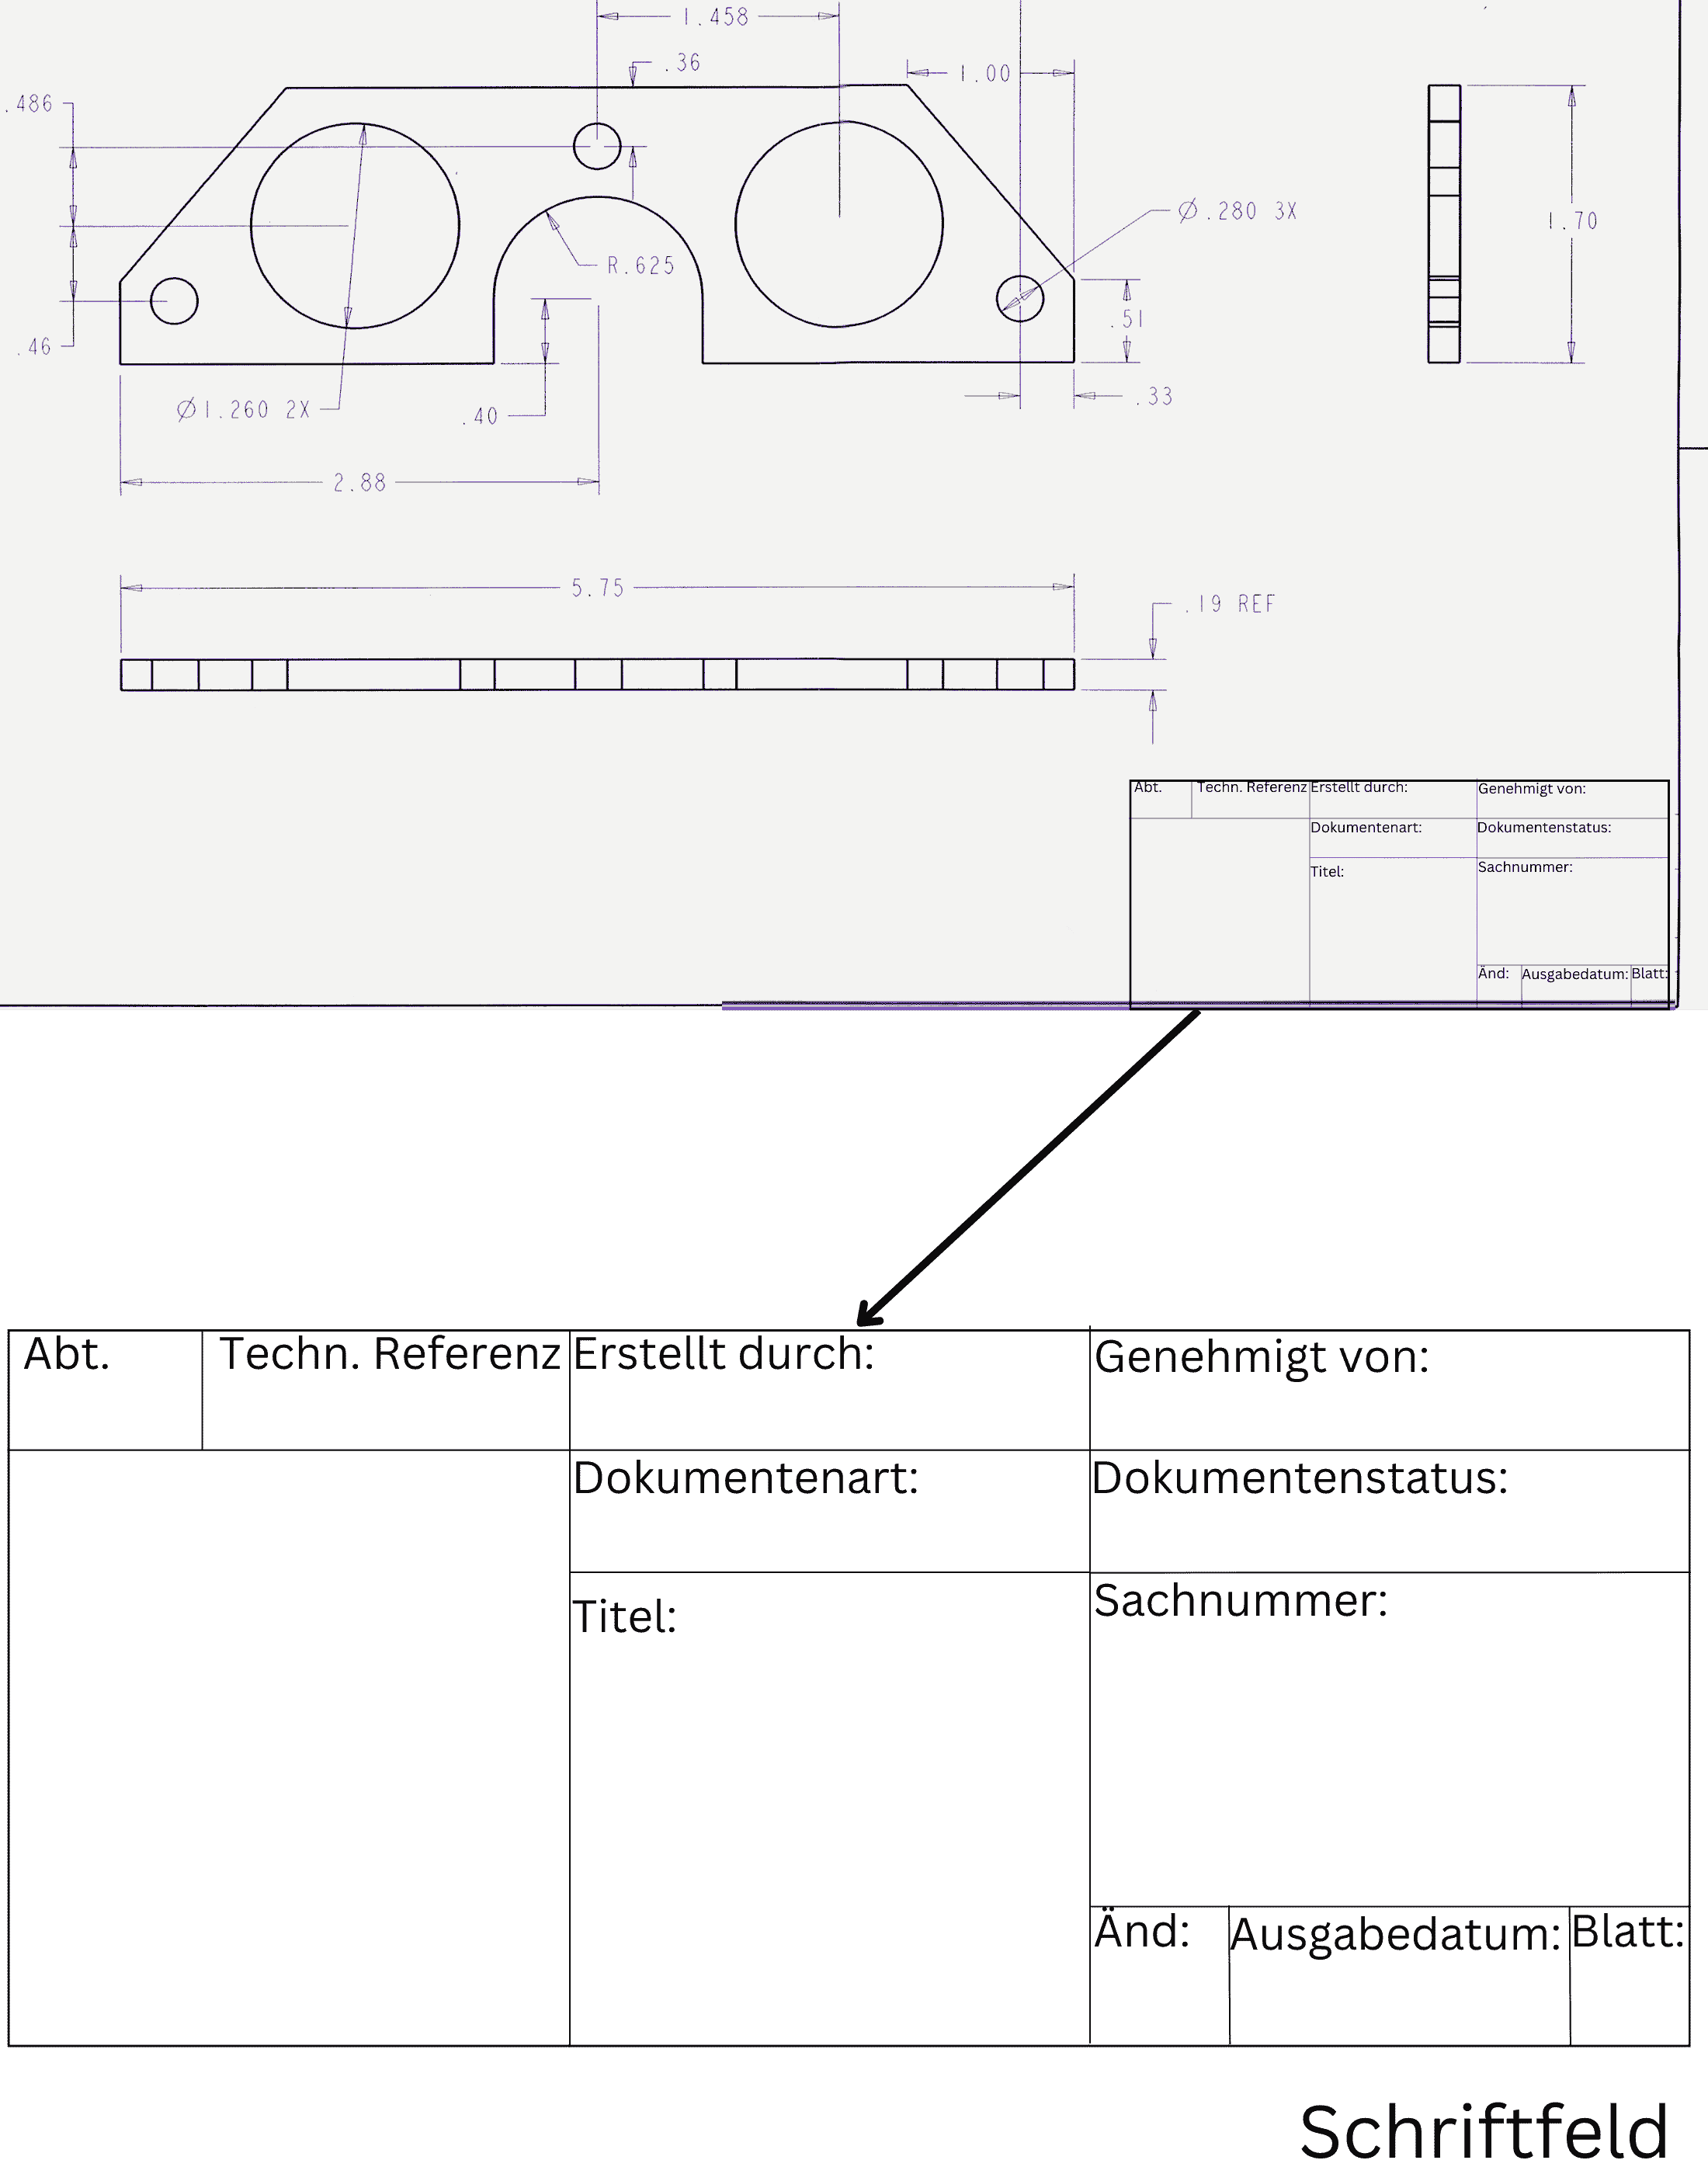 1.458
.36
1.00
.486
Ø.280 3X
1.70
R.625
.51
.46
.33
Ø1.260 2X
.40
2.88
5.75
.19 REF
Abt.
Techn. Referenz
Erstellt durch:
Genehmigt von:
Dokumentenart:
Dokumentenstatus:
Titel:
Sachnummer:
Änd:
Ausgabedatum:
Blatt:
Abt.
Techn. Referenz
Erstellt durch:
Genehmigt von:
Dokumentenart:
Dokumentenstatus:
Titel:
Sachnummer:
Änd:
Ausgabedatum:
Blatt:
Schriftfeld